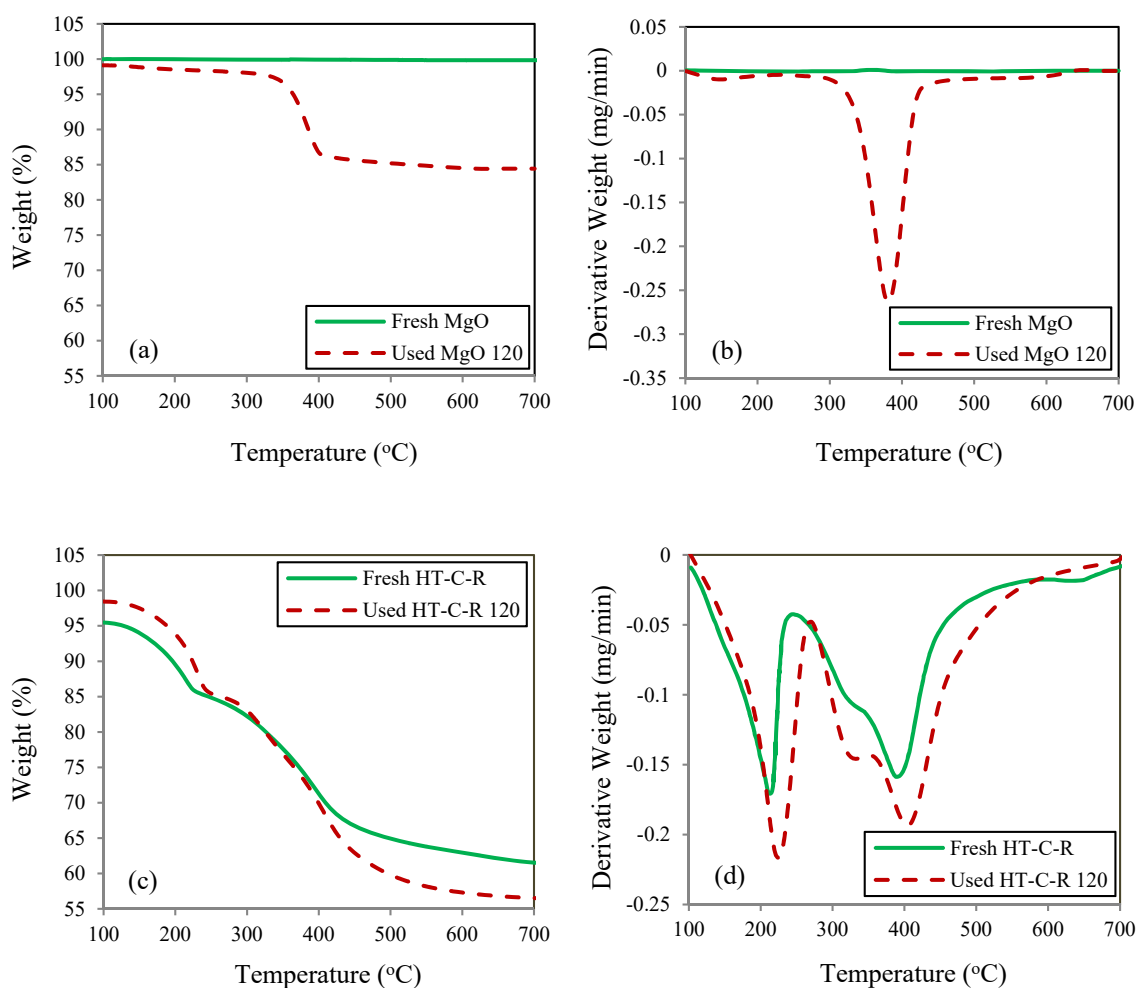 105
100
95
90
85
80
75
70
65
60
55
Weight (%)
Fresh MgO
Used MgO 120
(a)
100 200 300 400 500 600 700
Temperature (°C)
0.05
0
-0.05
-0.1
-0.15
-0.2
-0.25
-0.3
-0.35
Derivative Weight (mg/min)
Fresh MgO
Used MgO 120
(b)
100 200 300 400 500 600 700
Temperature (°C)
105
100
95
90
85
80
75
70
65
60
55
Weight (%)
Fresh HT-C-R
Used HT-C-R 120
(c)
100 200 300 400 500 600 700
Temperature (°C)
0
-0.05
-0.1
-0.15
-0.2
-0.25
Derivative Weight (mg/min)
Fresh HT-C-R
Used HT-C-R 120
(d)
100 200 300 400 500 600 700
Temperature (°C)